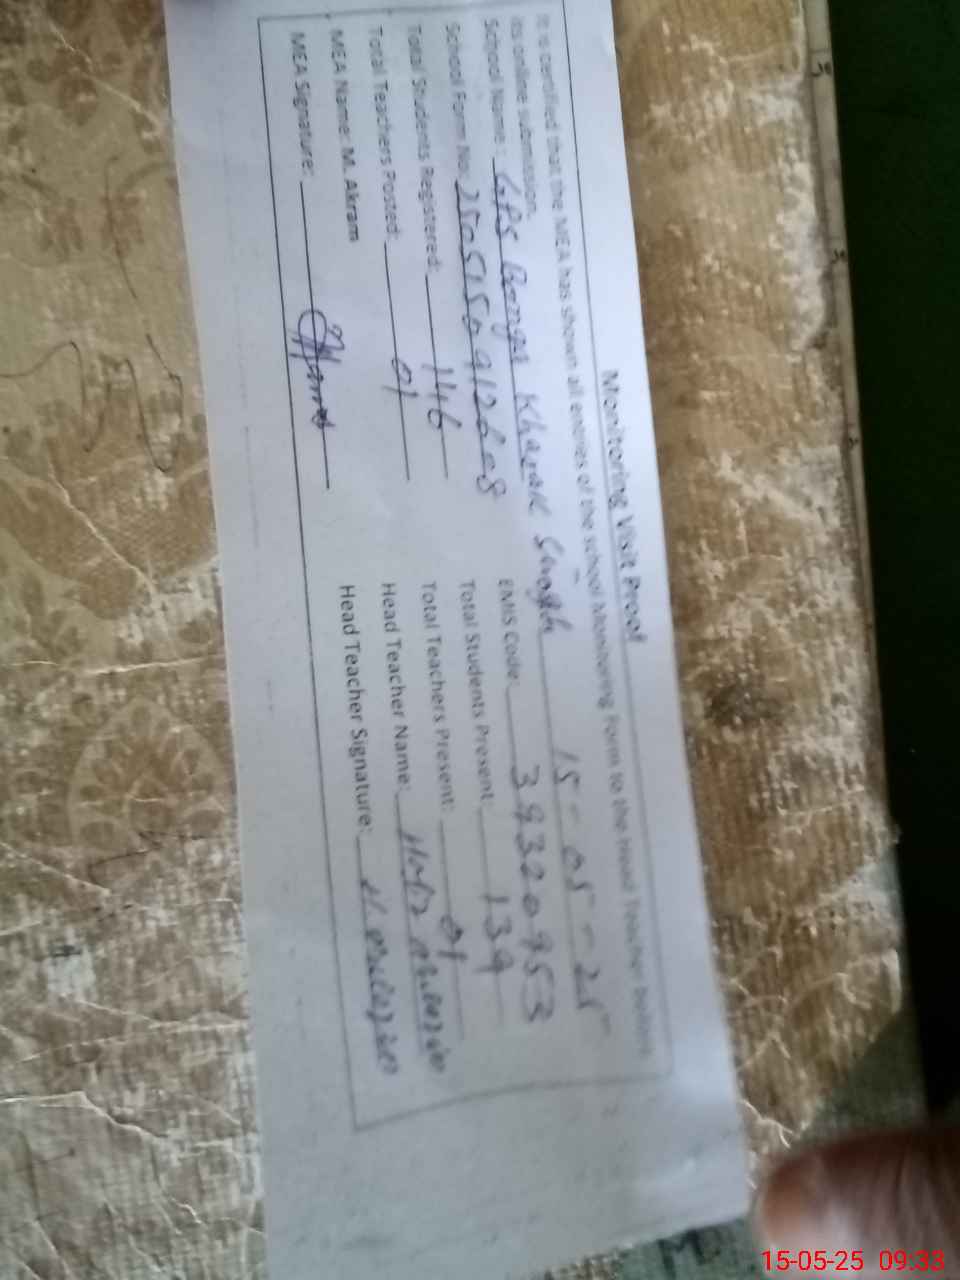 Monitoring Visit Proof
It is certified that the MEA has shown all entries of the school Monitoring Form to the Head Teacher before
its online submission. 15-05-25
School Name: GPS Bonga Kharak Singh
School Form No: EMIS Code: 39320953
Total Students Registered: 146 Total Students Present: 139
Total Teachers Posted: 01 Total Teachers Present: 01
MEA Name: M. Akram Head Teacher Name:
MEA Signature: Head Teacher Signature:
15-05-25 09:33